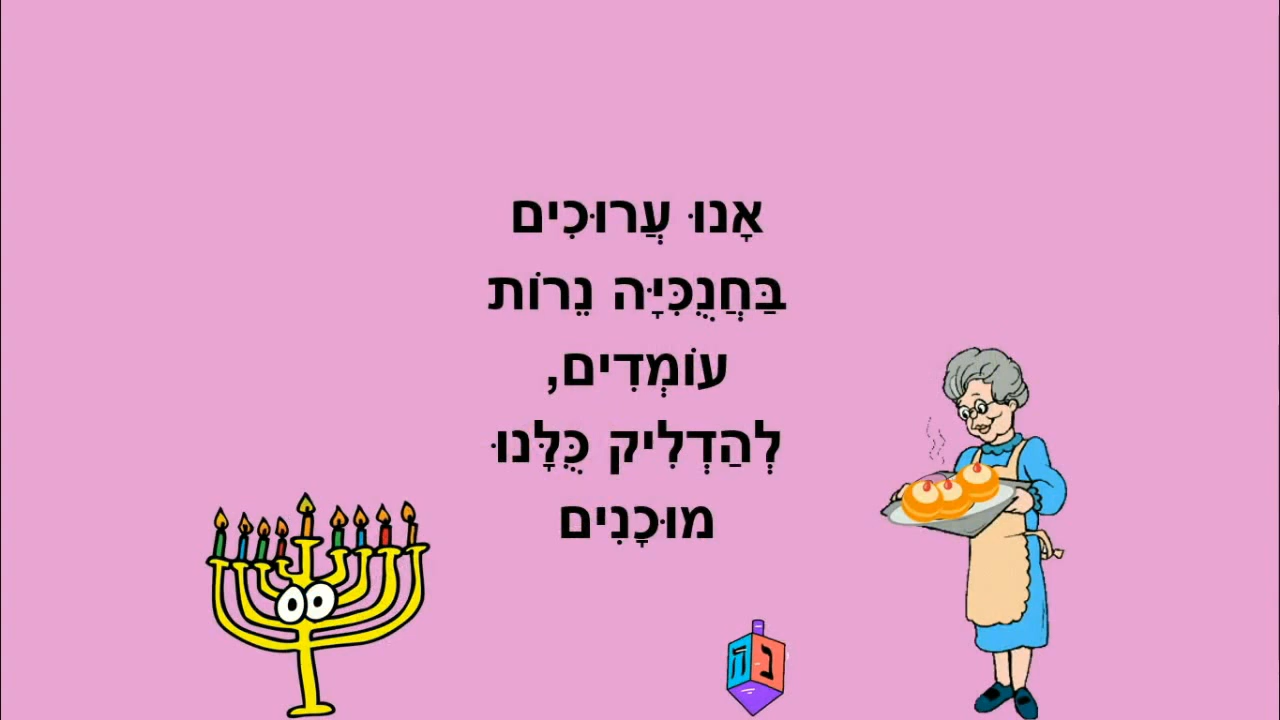 אָנוּ עֲרוּכִים
בַּחֲנֻכִּיָּה נֵרוֹת
עוֹמְדִים,
לְהַדְלִיק כֻּלָּנוּ
מוּכָנִים
ה נ